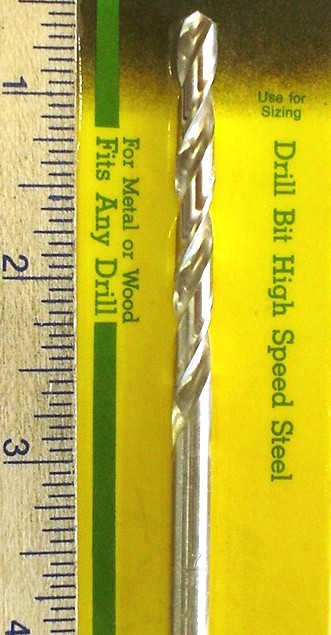 1
2
3
4
Use for
Sizing
For Metal or Wood
Fits Any Drill
Drill Bit High Speed Steel